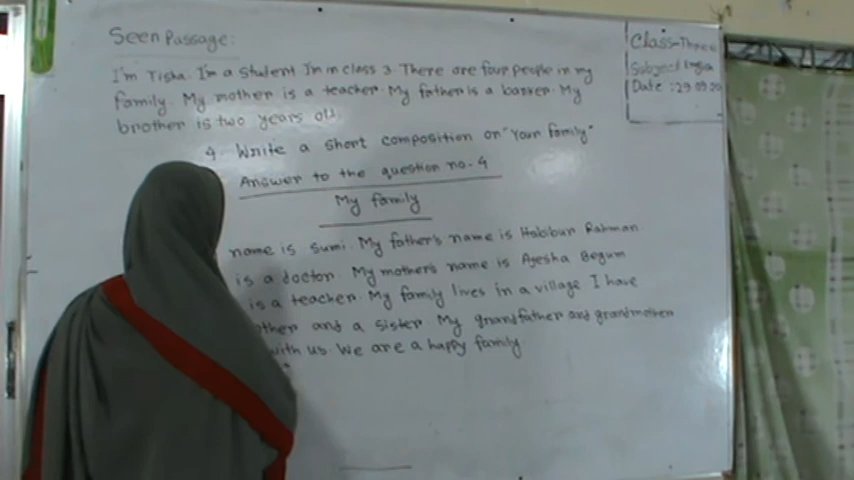 Seen Passage:
I'm Tisha. I'm a student I'm in class 3. There are four people in my
family. My mother is a teacher. My father is a banker. My
brother is two years old
4. Write a short composition on "Your family"
Answer to the question no-4
My family
name is Sumi. My father's name is Habibur Rahman
is a doctor. My mother's name is Ayesha Begum
is a teacher. My family lives in a village I have
other and a sister. My grandfather and grandmother
with us. We are a happy family
Class-Three
Subject English
Date: 29.09.20